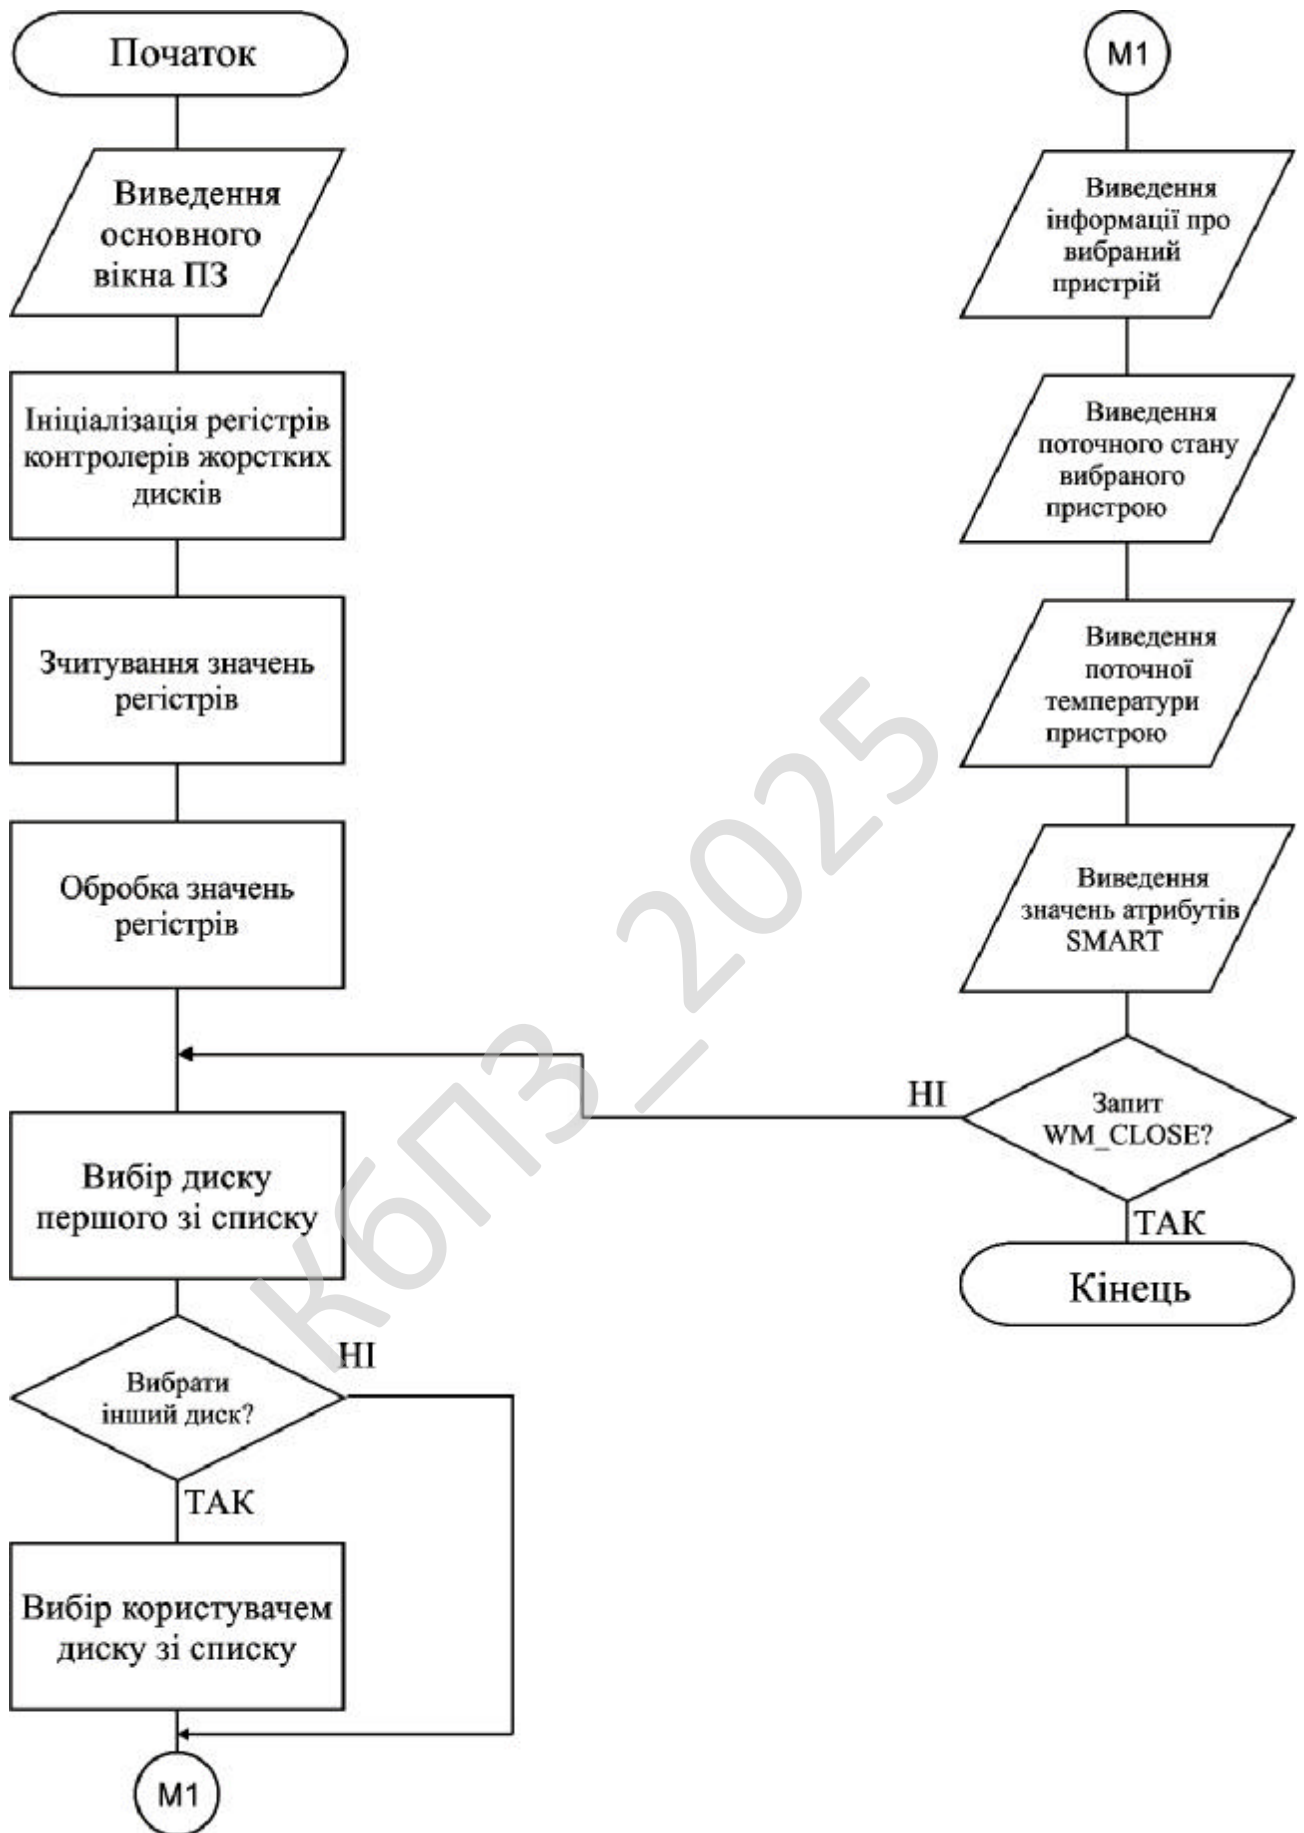 Початок
Виведення
основного
вікна ПЗ
Ініціалізація регістрів
контролерів жорстких
дисків
Зчитування значень
регістрів
Обробка значень
регістрів
Вибір диску
першого зі списку
Вибрати
інший диск?
НІ
ТАК
Вибір користувачем
диску зі списку
М1
М1
Виведення
інформації про
вибраний
пристрій
Виведення
поточного стану
вибраного
пристрою
Виведення
поточної
температури
пристрою
Виведення
значень атрибутів
SMART
Запит
WM_CLOSE?
НІ
ТАК
Кінець
КбПЗ_2025